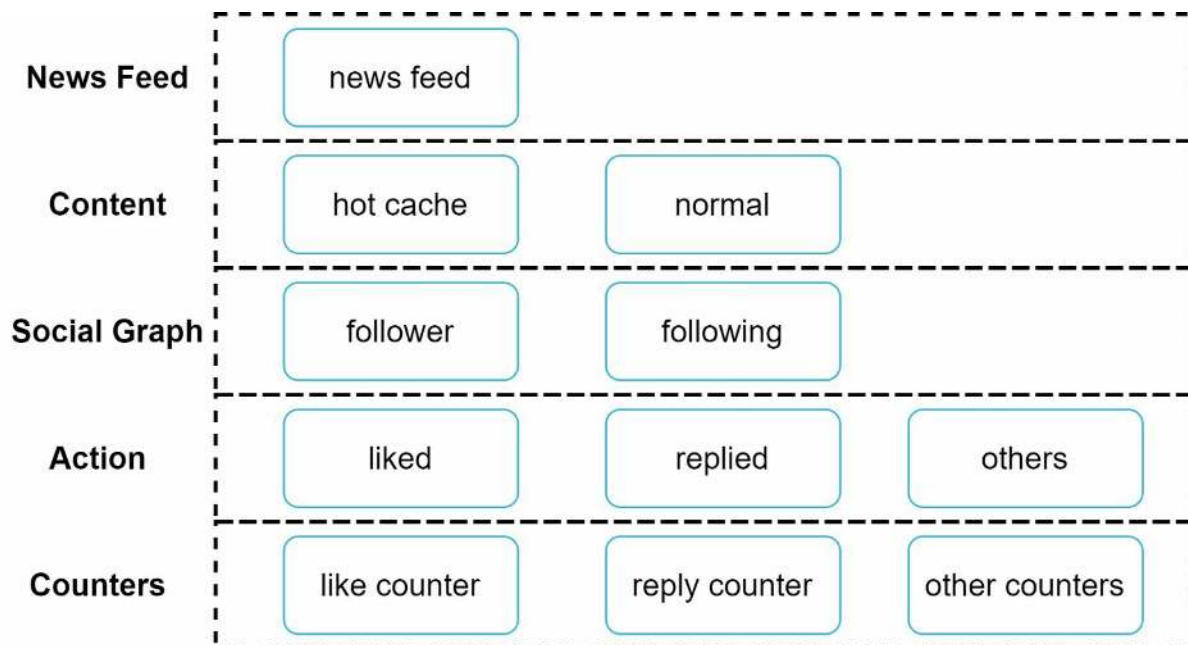 News Feed
news feed
Content
hot cache
normal
Social Graph
follower
following
Action
liked
replied
others
Counters
like counter
reply counter
other counters